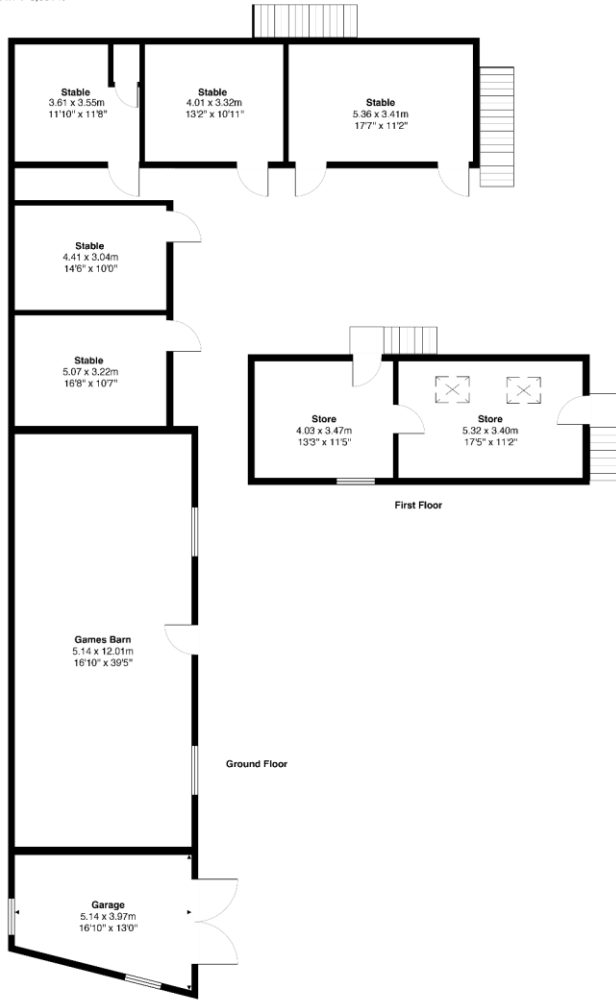 Stable
3.61 x 3.55m
11'10" x 11'8"
Stable
4.01 x 3.32m
13'2" x 10'11"
Stable
5.36 x 3.41m
17'7" x 11'2"
Stable
4.41 x 3.04m
14'6" x 10'0"
Stable
5.07 x 3.22m
16'8" x 10'7"
Store
4.03 x 3.47m
13'3" x 11'5"
Store
5.32 x 3.40m
17'5" x 11'2"
First Floor
Games Barn
5.14 x 12.01m
16'10" x 39'5"
Ground Floor
Garage
5.14 x 3.97m
16'10" x 13'0"